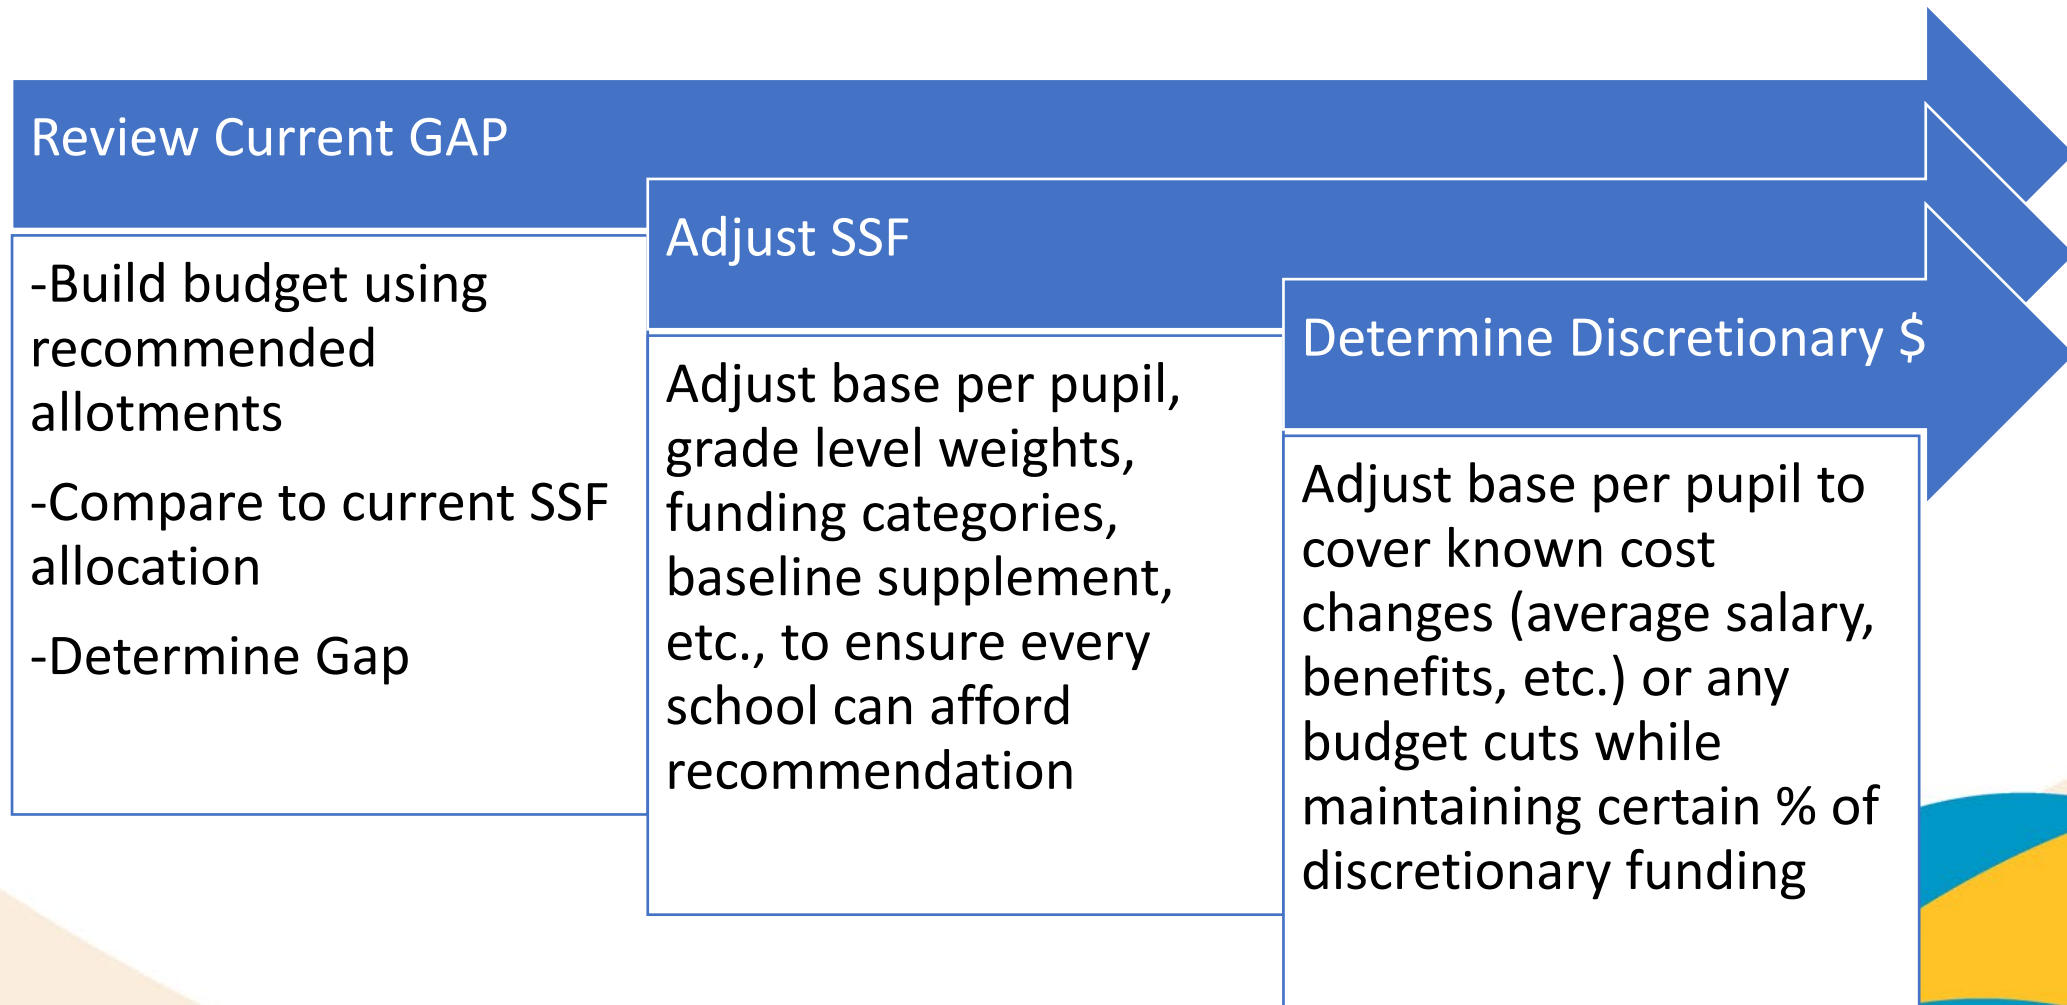 Review Current GAP
-Build budget using
recommended
allotments
-Compare to current SSF
allocation
-Determine Gap
Adjust SSF
Adjust base per pupil,
grade level weights,
funding categories,
baseline supplement,
etc., to ensure every
school can afford
recommendation
Determine Discretionary $
Adjust base per pupil to
cover known cost
changes (average salary,
benefits, etc.) or any
budget cuts while
maintaining certain % of
discretionary funding